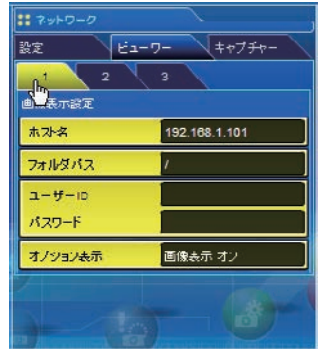 ネットワーク
設定 ビューワー キャプチャー
1 2 3
画像表示設定
ホスト名 192.168.1.101
フォルダパス /
ユーザーID
パスワード
オプション表示 画像表示 オン